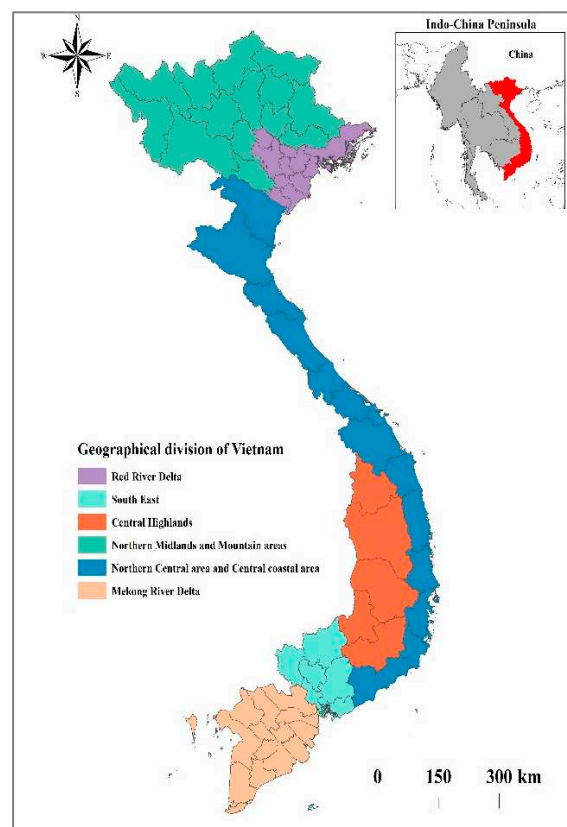 Indo-China Peninsula
China
N
W
E
S
Geographical division of Vietnam
Red River Delta
South East
Central Highlands
Northern Midlands and Mountain areas
Northern Central area and Central coastal area
Mekong River Delta
0 150 300 km